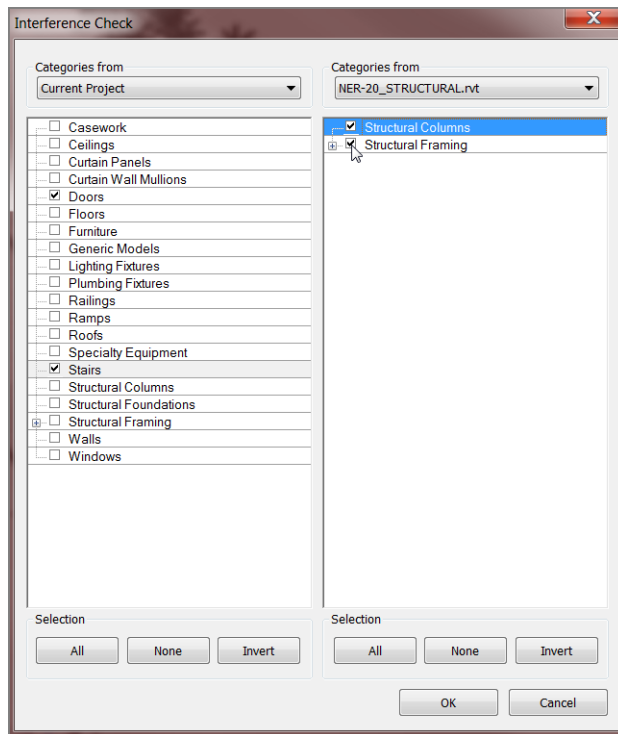 Interference Check
Categories from
Current Project
Casework
Ceilings
Curtain Panels
Curtain Wall Mullions
Doors
Floors
Furniture
Generic Models
Lighting Fixtures
Plumbing Fixtures
Railings
Ramps
Roofs
Specialty Equipment
Stairs
Structural Columns
Structural Foundations
Structural Framing
Walls
Windows
Selection
All None Invert
Categories from
NER-20_STRUCTURAL.rvt
Structural Columns
Structural Framing
Selection
All None Invert
OK Cancel